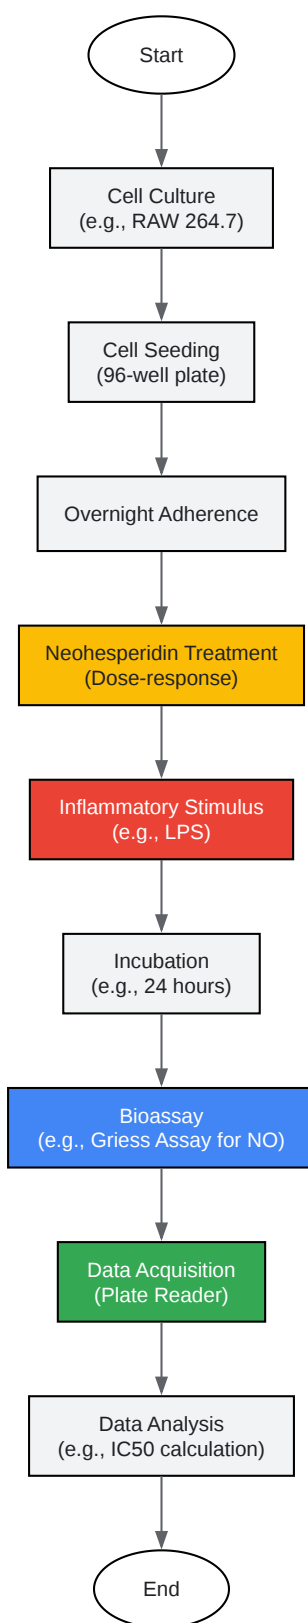 Start
Cell Culture
(e.g., RAW 264.7)
Cell Seeding
(96-well plate)
Overnight Adherence
Neohesperidin Treatment
(Dose-response)
Inflammatory Stimulus
(e.g., LPS)
Incubation
(e.g., 24 hours)
Bioassay
(e.g., Griess Assay for NO)
Data Acquisition
(Plate Reader)
Data Analysis
(e.g., IC50 calculation)
End